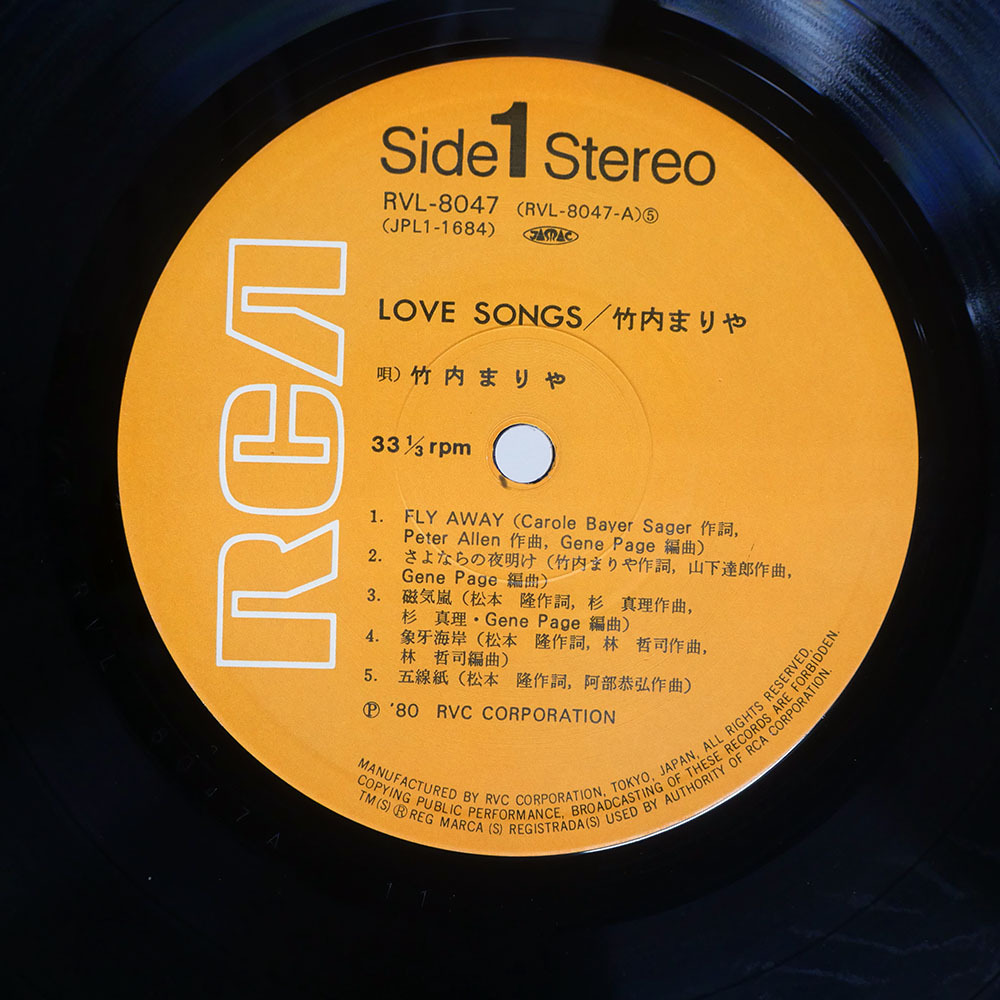 Side 1 Stereo
RVL-8047 (RVL-8047-A)⑤
(JPL1-1684) JASRAC
RCA
LOVE SONGS/竹内まりや
唄) 竹内まりや
33 1/3 rpm
1. FLY AWAY (Carole Bayer Sager 作詞,
Peter Allen 作曲, Gene Page 編曲)
2. さよならの夜明け (竹内まりや作詞, 山下達郎作曲,
Gene Page 編曲)
3. 磁気嵐 (松本 隆作詞, 杉 真理作曲,
杉 真理・Gene Page 編曲)
4. 象牙海岸 (松本 隆作詞, 林 哲司作曲,
林 哲司編曲)
5. 五線紙 (松本 隆作詞, 阿部恭弘作曲)
Ⓟ '80 RVC CORPORATION
MANUFACTURED BY RVC CORPORATION, TOKYO, JAPAN, ALL RIGHTS RESERVED.
COPYING PUBLIC PERFORMANCE, BROADCASTING OF THESE RECORDS ARE FORBIDDEN.
TM(S) ® REG MARCA (S) REGISTRADA(S) USED BY AUTHORITY OF RCA CORPORATION.